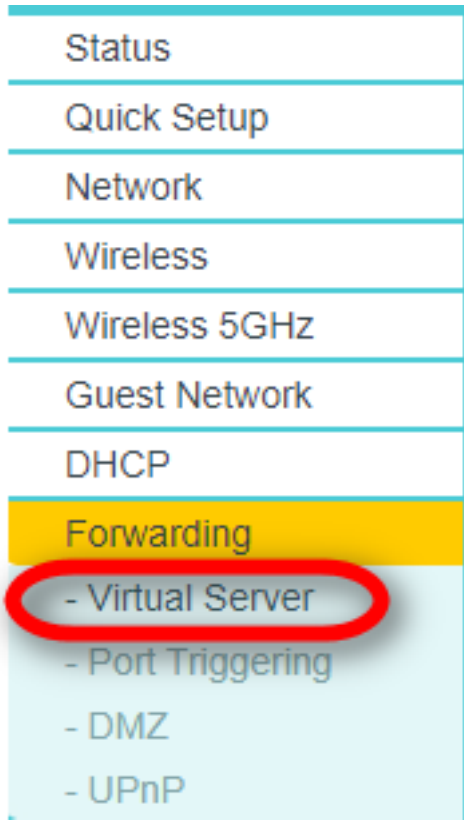 Status
Quick Setup
Network
Wireless
Wireless 5GHz
Guest Network
DHCP
Forwarding
- Virtual Server
- Port Triggering
- DMZ
- UPnP